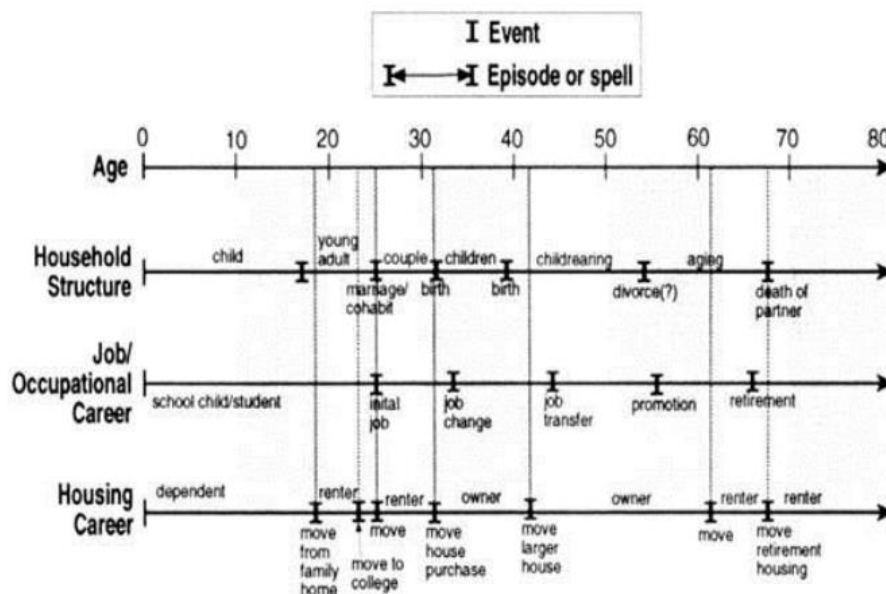 Event
Episode or spell
0 10 20 30 40 50 60 70 80
Age
Household
Structure
child
young
adult
couple
children
childrearing
aging
marriage/
cohabit
birth
birth
divorce(?)
death of
partner
Job/
Occupational
Career
school child/student
inital
job
job
change
job
transfer
promotion
retirement
Housing
Career
dependent
renter
renter
owner
owner
renter
renter
move
from
family
home
move to
college
move
move
house
purchase
move
larger
house
move
move
retirement
housing